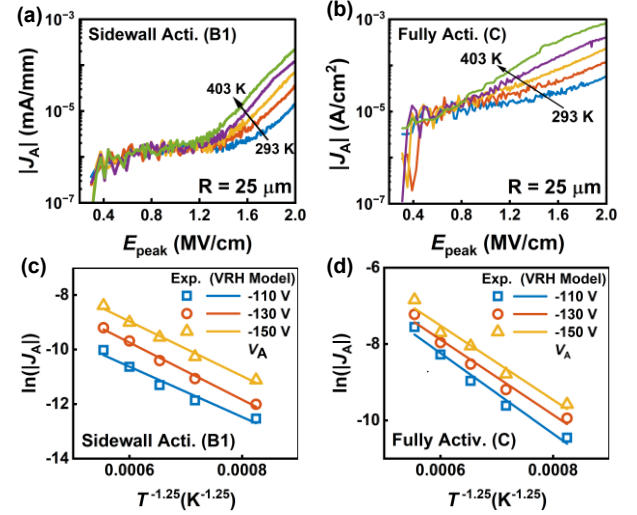 (a)
Sidewall Acti. (B1)
403 K
293 K
R = 25 μm
10⁻³
10⁻⁵
10⁻⁷
|J_A| (mA/mm)
0.4 0.8 1.2 1.6 2.0
E_peak (MV/cm)
(b)
Fully Acti. (C)
403 K
293 K
R = 25 μm
10⁻³
10⁻⁵
10⁻⁷
|J_A| (A/cm²)
0.4 0.8 1.2 1.6 2.0
E_peak (MV/cm)
(c)
Exp. (VRH Model)
-110 V
-130 V
-150 V
V_A
Sidewall Acti. (B1)
-8
-10
-12
-14
ln(|J_A|)
0.0006 0.0008
T^-1.25(K^-1.25)
(d)
Exp. (VRH Model)
-110 V
-130 V
-150 V
V_A
Fully Activ. (C)
-6
-8
-10
ln(|J_A|)
0.0006 0.0008
T^-1.25(K^-1.25)